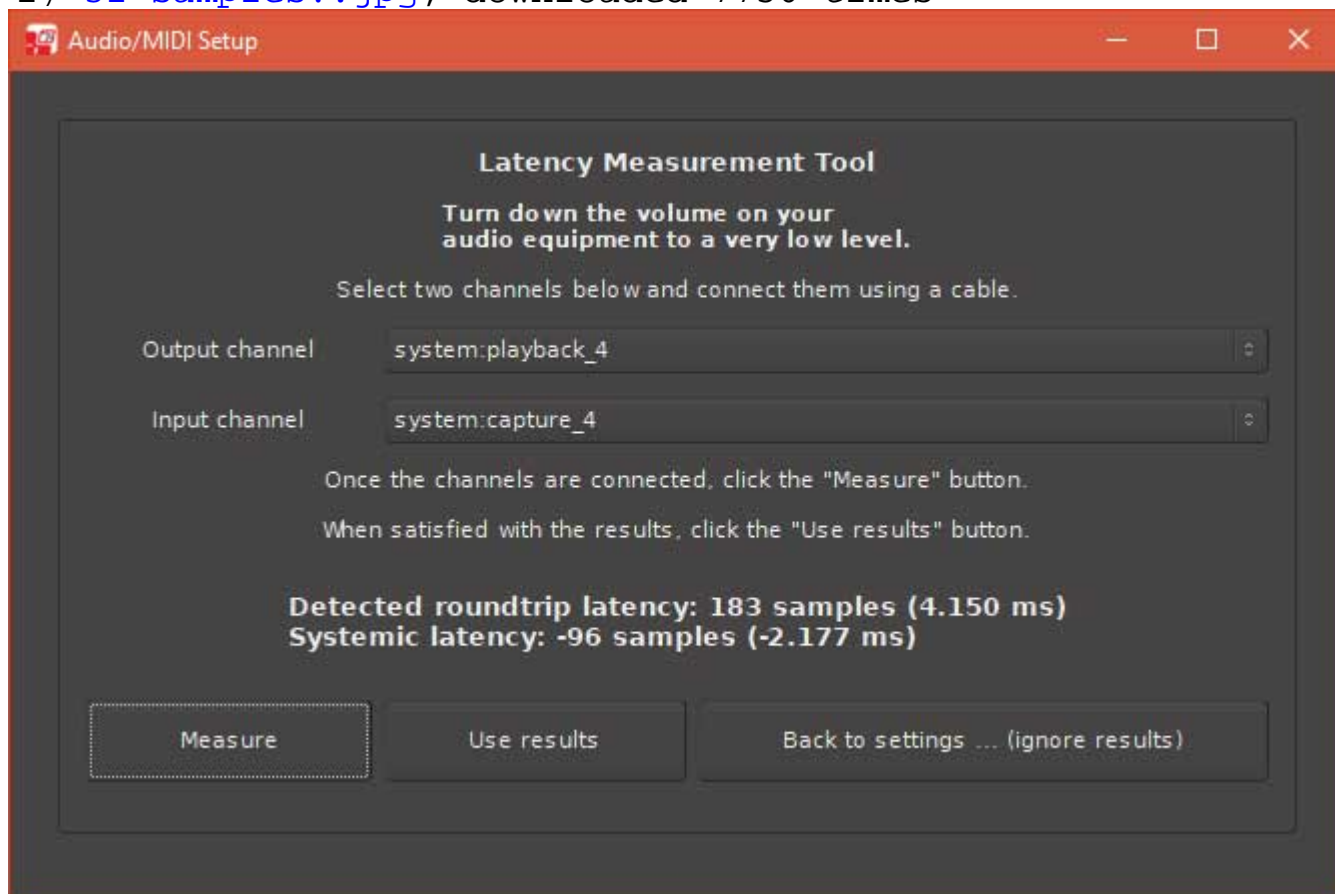 Audio/MIDI Setup
Latency Measurement Tool
Turn down the volume on your
audio equipment to a very low level.
Select two channels below and connect them using a cable.
Output channel system:playback_4
Input channel system:capture_4
Once the channels are connected, click the "Measure" button.
When satisfied with the results, click the "Use results" button.
Detected roundtrip latency: 183 samples (4.150 ms)
Systemic latency: -96 samples (-2.177 ms)
Measure Use results Back to settings ... (ignore results)